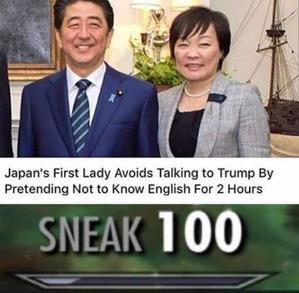 Japan's First Lady Avoids Talking to Trump By
Pretending Not to Know English For 2 Hours
SNEAK 100